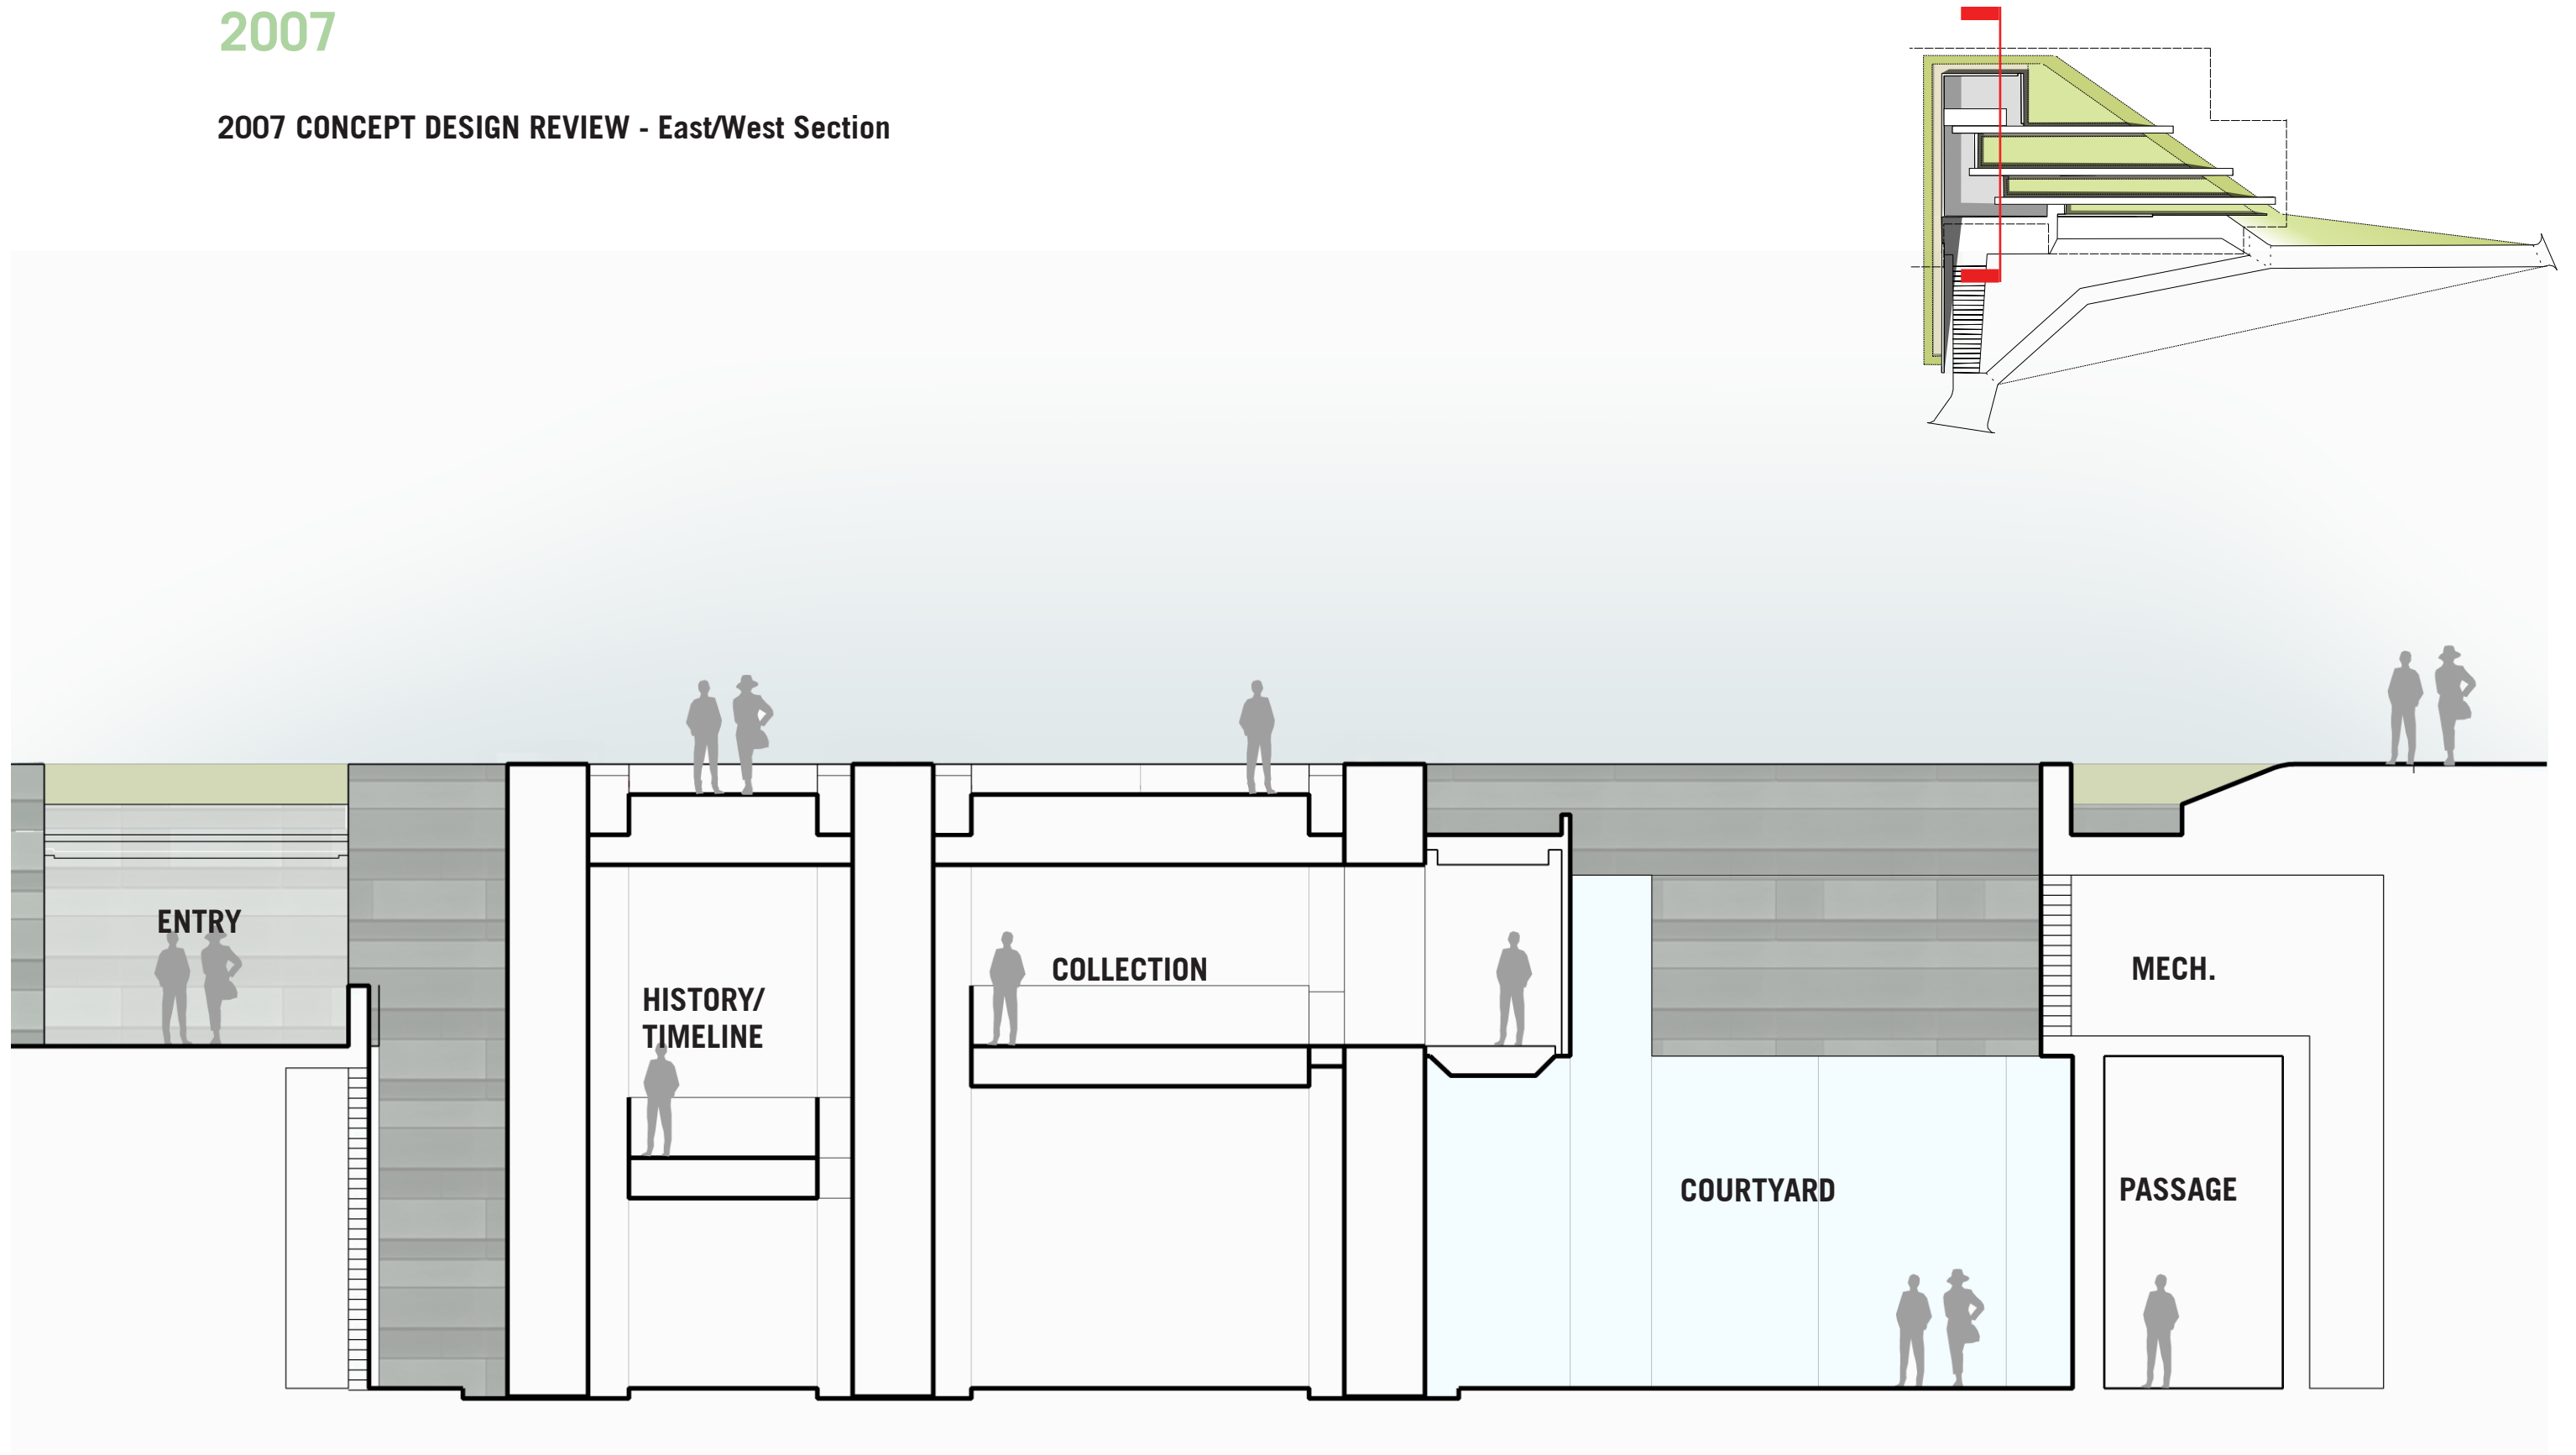 2007
2007 CONCEPT DESIGN REVIEW - East/West Section
ENTRY
HISTORY/
TIMELINE
COLLECTION
COURTYARD
MECH.
PASSAGE